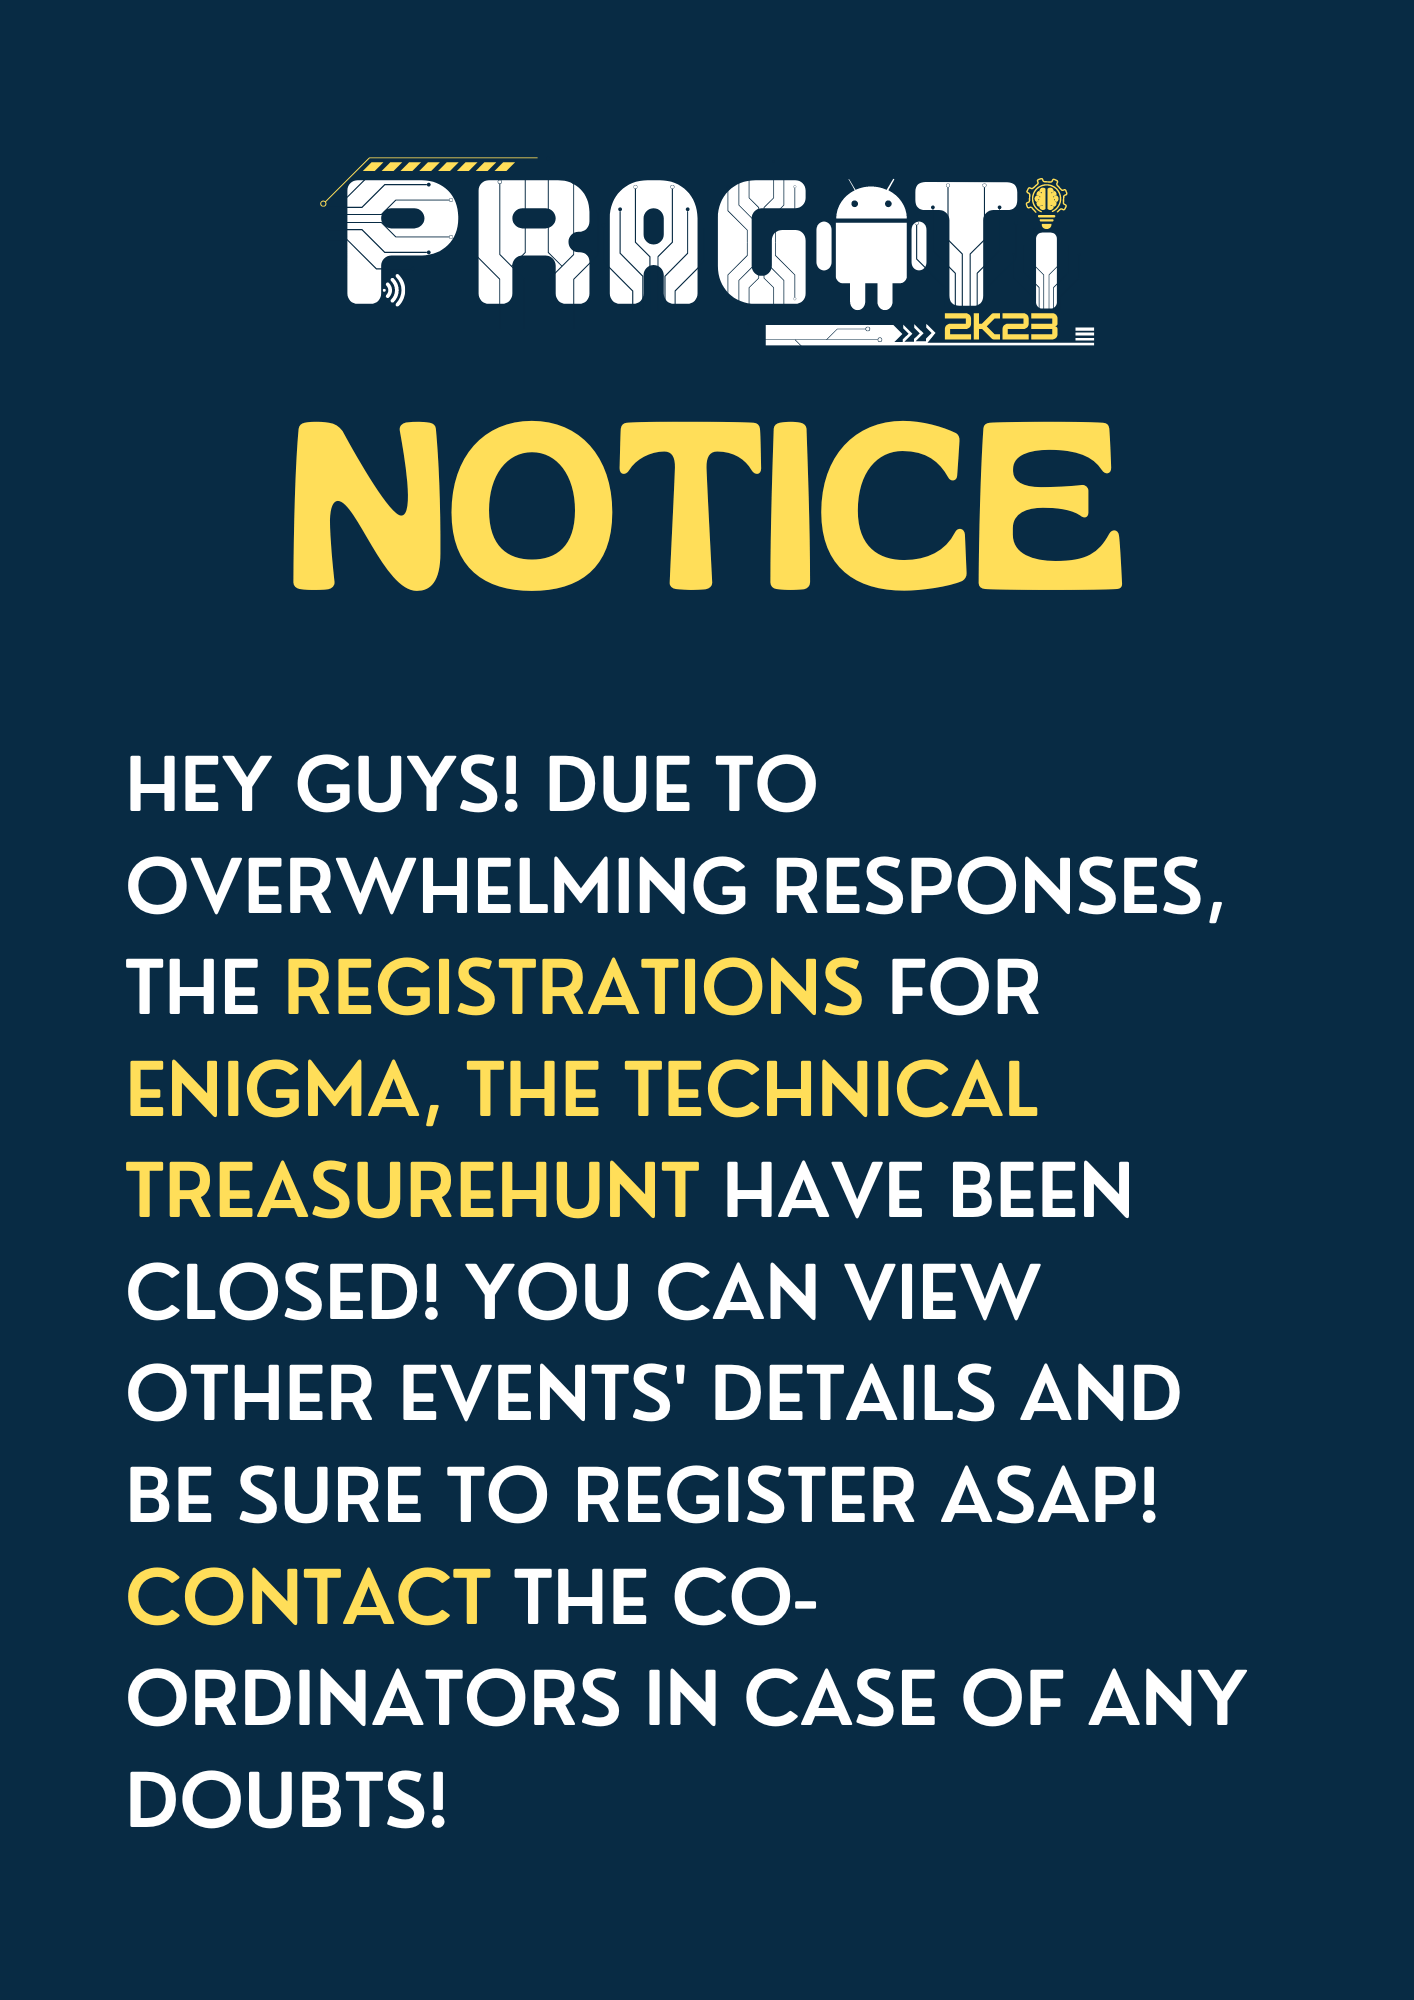 PRAGATI
2K23
NOTICE
HEY GUYS! DUE TO
OVERWHELMING RESPONSES,
THE REGISTRATIONS FOR
ENIGMA, THE TECHNICAL
TREASUREHUNT HAVE BEEN
CLOSED! YOU CAN VIEW
OTHER EVENTS' DETAILS AND
BE SURE TO REGISTER ASAP!
CONTACT THE CO-
ORDINATORS IN CASE OF ANY
DOUBTS!